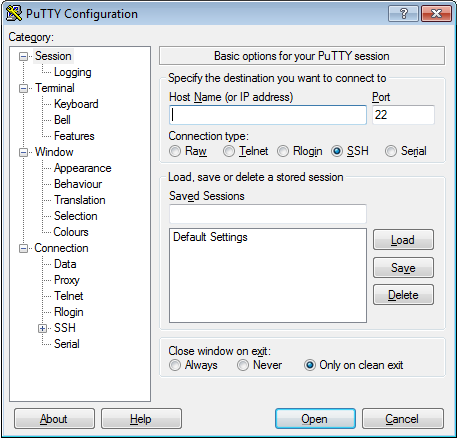 PuTTY Configuration
Category:
Session
Logging
Terminal
Keyboard
Bell
Features
Window
Appearance
Behaviour
Translation
Selection
Colours
Connection
Data
Proxy
Telnet
Rlogin
SSH
Serial
Basic options for your PuTTY session
Specify the destination you want to connect to
Host Name (or IP address) Port
22
Connection type:
Raw Telnet Rlogin SSH Serial
Load, save or delete a stored session
Saved Sessions
Default Settings
Load
Save
Delete
Close window on exit:
Always Never Only on clean exit
About Help Open Cancel